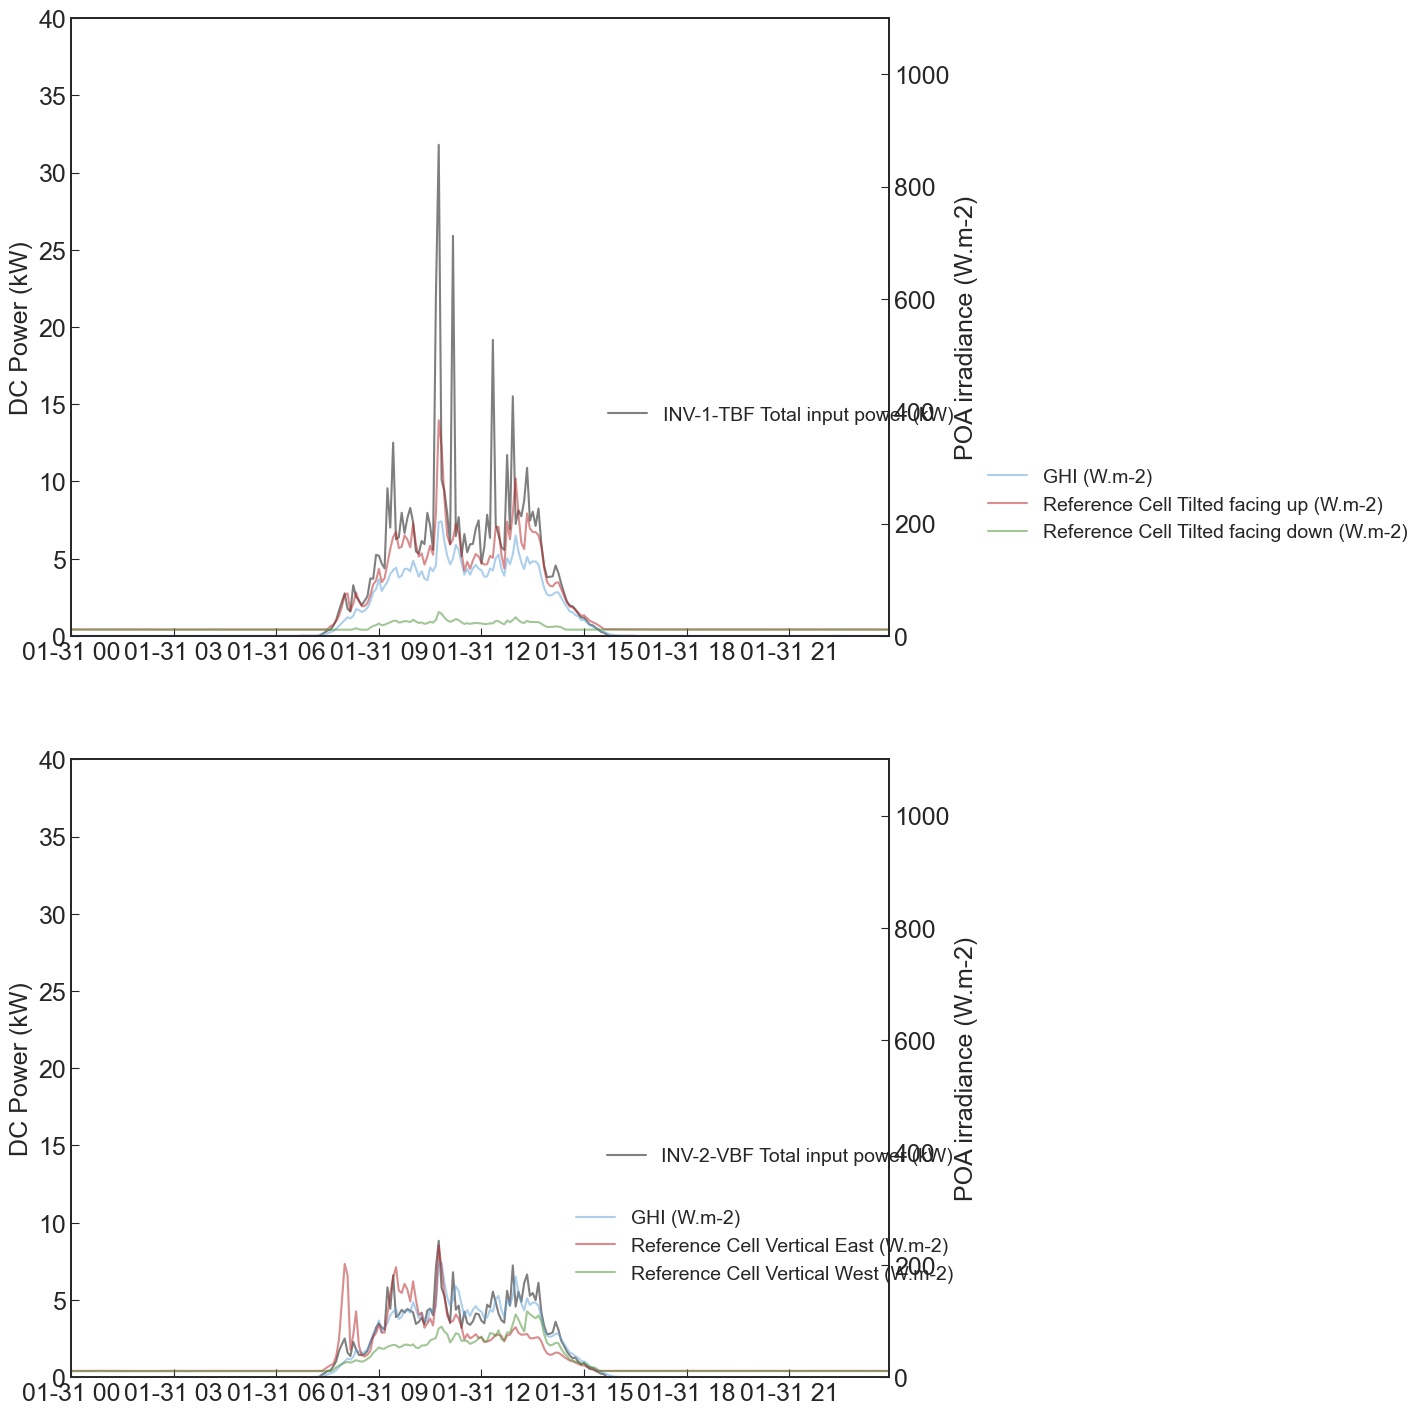 40
35
30
25
20
15
10
5
0
DC Power (kW)
1000
800
600
400
200
0
POA irradiance (W.m-2)
INV-1-TBF Total input power (kW)
GHI (W.m-2)
Reference Cell Tilted facing up (W.m-2)
Reference Cell Tilted facing down (W.m-2)
01-31 00 01-31 03 01-31 06 01-31 09 01-31 12 01-31 15 01-31 18 01-31 21
40
35
30
25
20
15
10
5
0
DC Power (kW)
1000
800
600
400
200
0
POA irradiance (W.m-2)
INV-2-VBF Total input power (kW)
GHI (W.m-2)
Reference Cell Vertical East (W.m-2)
Reference Cell Vertical West (W.m-2)
01-31 00 01-31 03 01-31 06 01-31 09 01-31 12 01-31 15 01-31 18 01-31 21